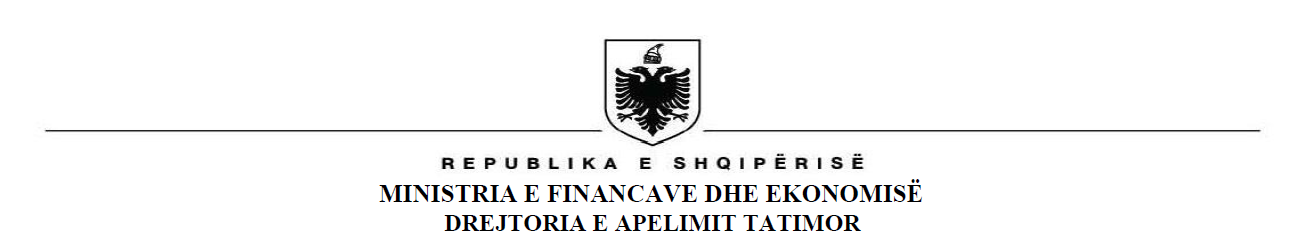 REPUBLIKA E SHQIPËRISË
MINISTRIA E FINANCAVE DHE EKONOMISË
DREJTORIA E APELIMIT TATIMOR